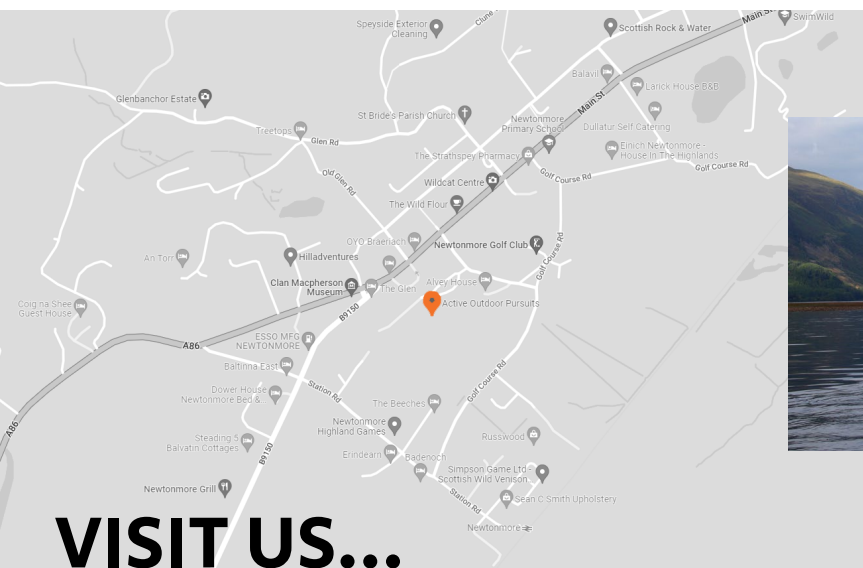 Main St
SwimWild
Speyside Exterior
Cleaning
Clune
Scottish Rock & Water
Balavil
Larick House B&B
Main St
Glenbanchor Estate
St Bride's Parish Church
Newtonmore
Primary School
Dullatur Self Catering
Treetops
Glen Rd
Einich Newtonmore -
House In The Highlands
The Strathspey Pharmacy
Golf Course Rd
Golf Course Rd
Old Glen Rd
Wildcat Centre
The Wild Flour
OYO Braeriach
Newtonmore Golf Club
Golf Course Rd
An Torr
Hilladventures
Clan Macpherson
Museum
The Glen
Alvey House
Active Outdoor Pursuits
Coig na Shee
Guest House
B9150
ESSO MFG
NEWTONMORE
A86
Baltinna East
Station Rd
Golf Course Rd
Dower House
Newtonmore Bed &
The Beeches
A86
Newtonmore
Highland Games
Steading 5
Balvatin Cottages
B9150
Russwood
Erindearn
Badenoch
Simpson Game Ltd
Scottish Wild Venison
Newtonmore Grill
Station Rd
Sean C Smith Upholstery
Newtonmore
VISIT US...